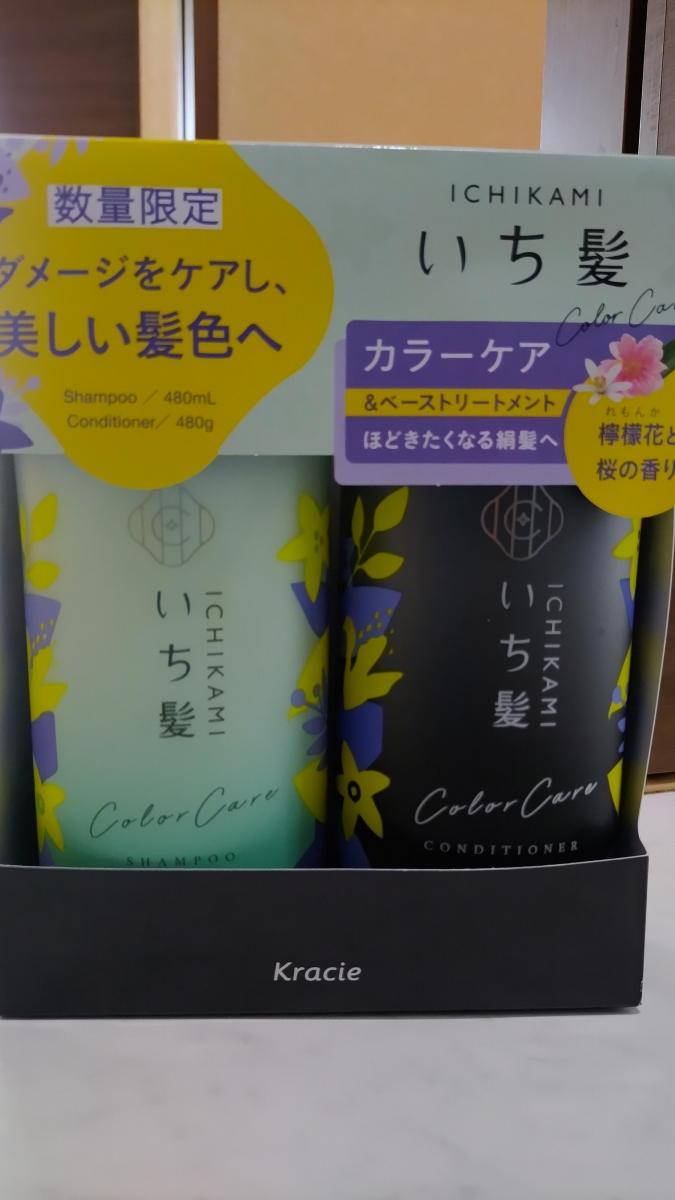 数量限定
ダメージをケアし、
美しい髪色へ
Shampoo / 480mL
Conditioner / 480g
ICHIKAMI
いち髪
Color Ca
カラーケア
&ベーストリートメント
ほどきたくなる絹髪へ
れもんか
檸檬花と
桜の香り
いち髪
ICHIKAMI
Color Care
SHAMPOO
いち髪
ICHIKAMI
Color Care
CONDITIONER
Kracie